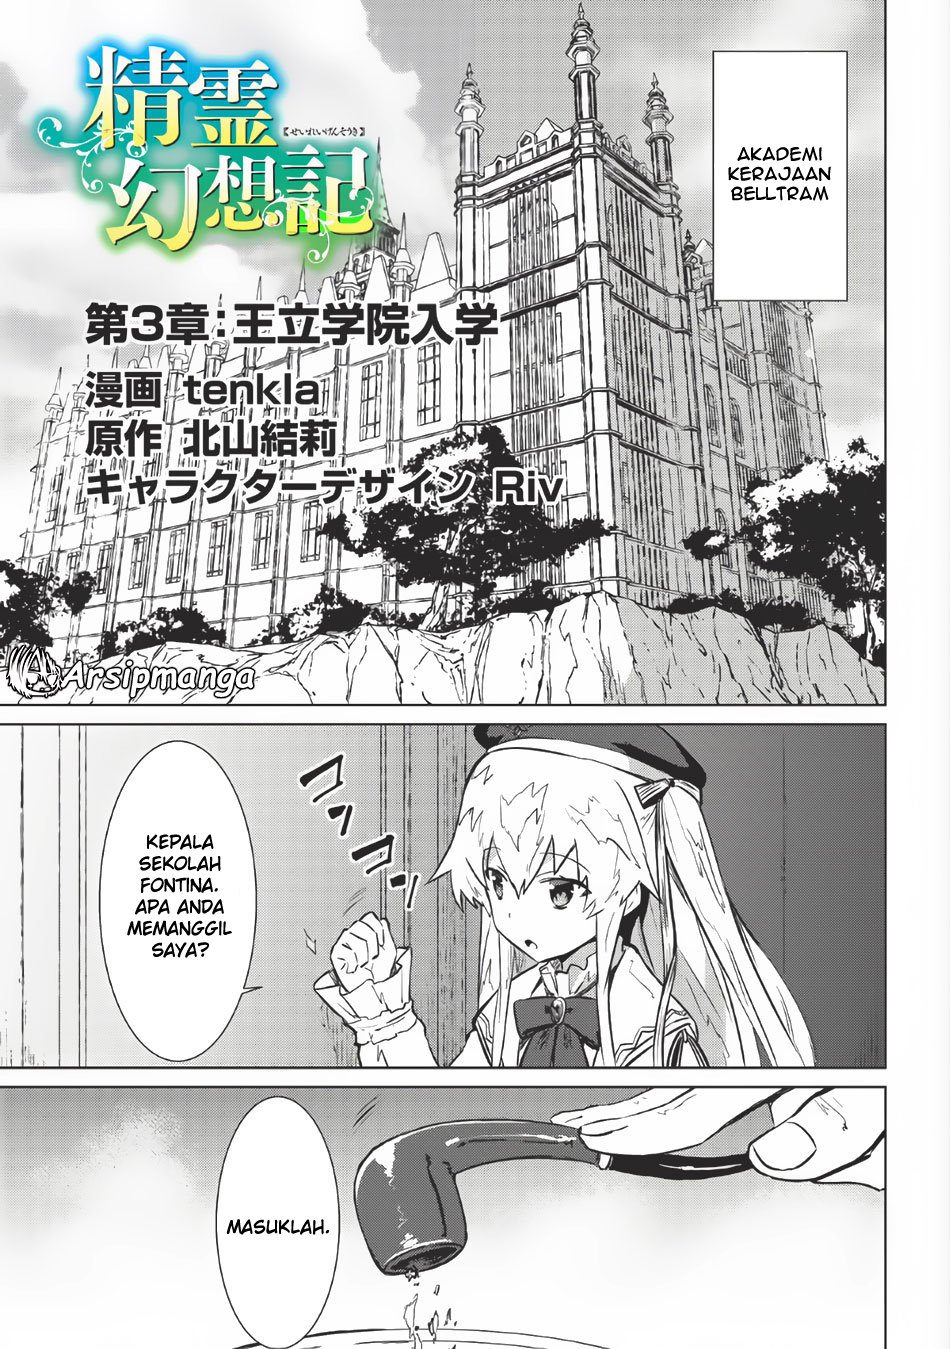 精霊
【せいれいげんそうき】
幻想記
AKADEMI
KERAJAAN
BELLTRAM
第3章：王立学院入学
漫画 tenkla
原作 北山結莉
キャラクターデザイン Riv
Arsipmanga
コンコン
KEPALA
SEKOLAH
FONTINA.
APA ANDA
MEMANGGIL
SAYA?
MASUKLAH.